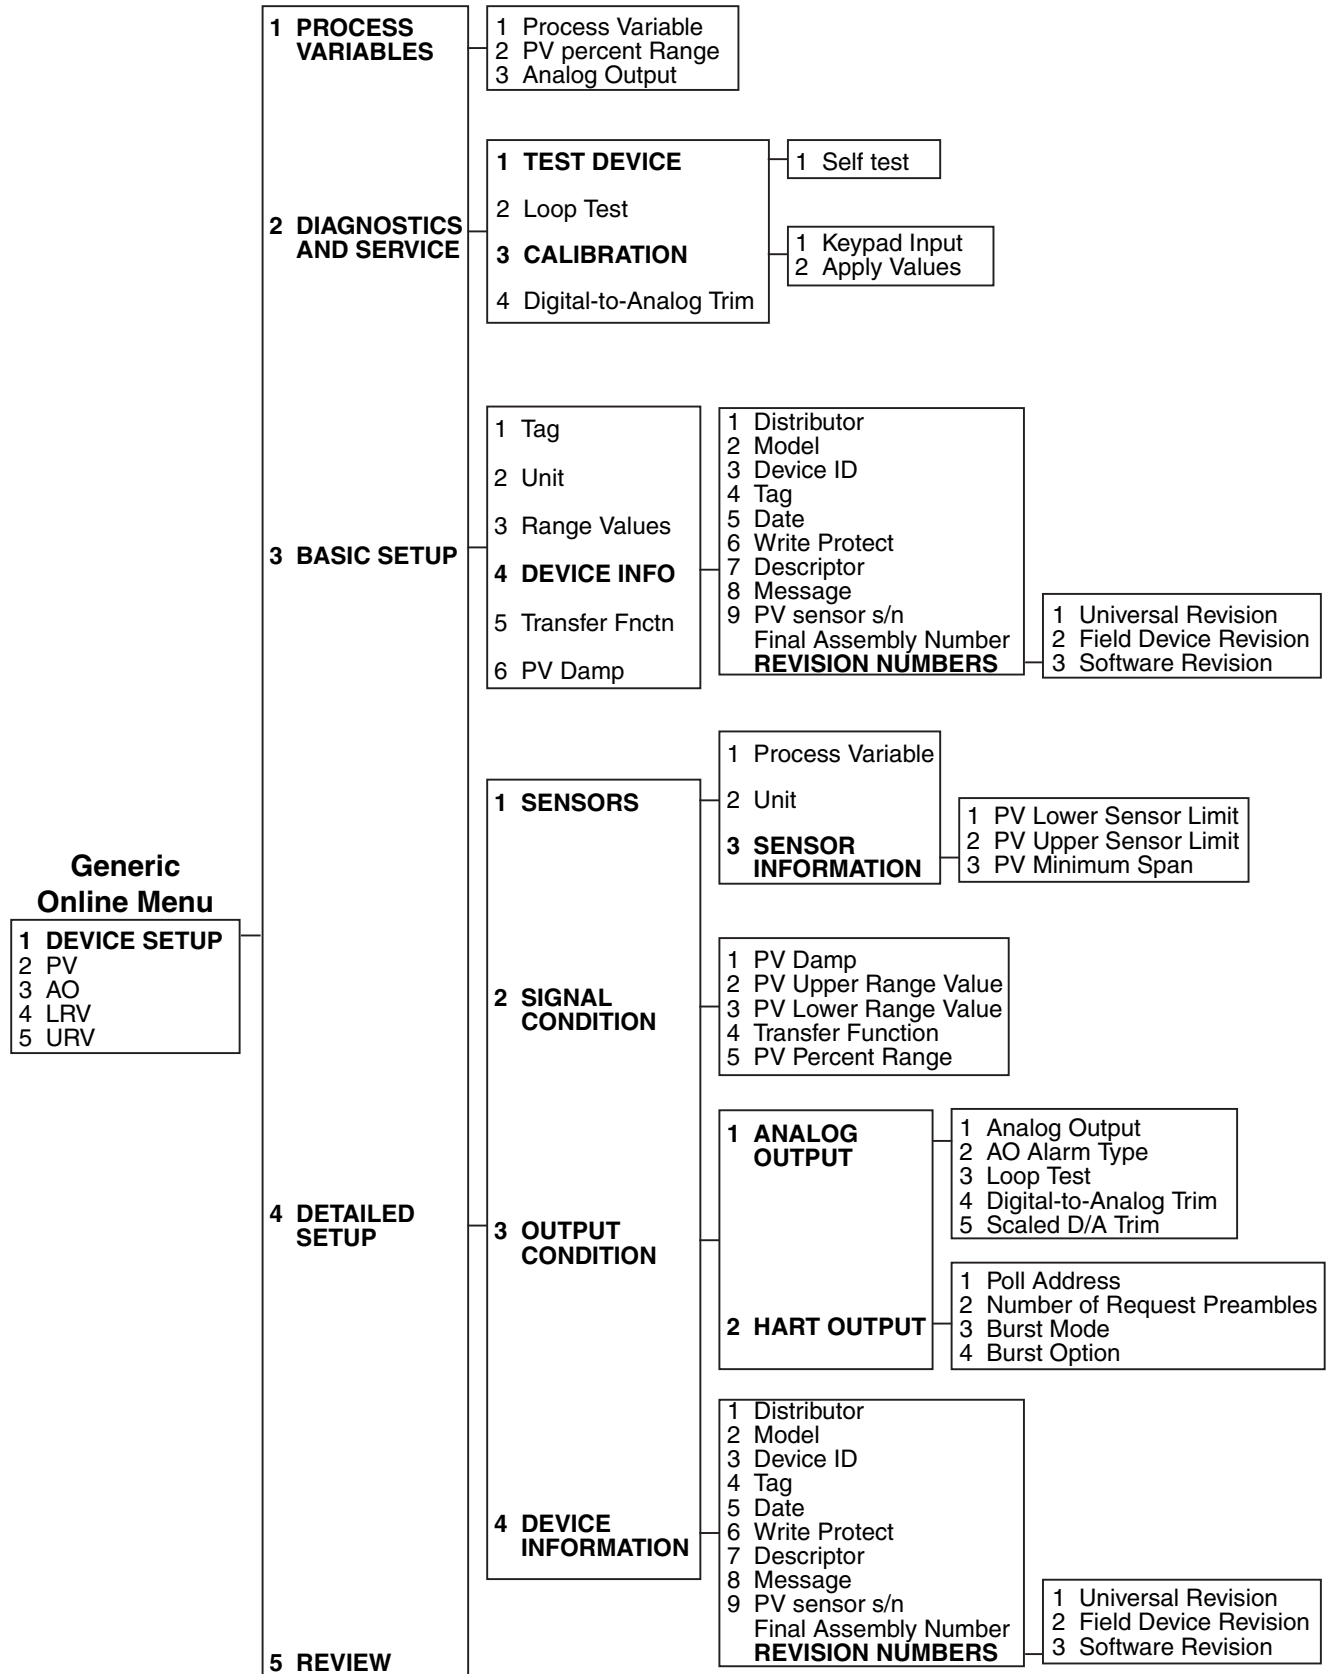 Generic
Online Menu
1 DEVICE SETUP
2 PV
3 AO
4 LRV
5 URV
1 PROCESS
VARIABLES
2 DIAGNOSTICS
AND SERVICE
3 BASIC SETUP
4 DETAILED
SETUP
5 REVIEW
1 Process Variable
2 PV percent Range
3 Analog Output
1 TEST DEVICE
2 Loop Test
3 CALIBRATION
4 Digital-to-Analog Trim
1 Self test
1 Keypad Input
2 Apply Values
1 Tag
2 Unit
3 Range Values
4 DEVICE INFO
5 Transfer Fnctn
6 PV Damp
1 Distributor
2 Model
3 Device ID
4 Tag
5 Date
6 Write Protect
7 Descriptor
8 Message
9 PV sensor s/n
Final Assembly Number
REVISION NUMBERS
1 Universal Revision
2 Field Device Revision
3 Software Revision
1 SENSORS
2 SIGNAL
CONDITION
3 OUTPUT
CONDITION
4 DEVICE
INFORMATION
1 Process Variable
2 Unit
3 SENSOR
INFORMATION
1 PV Lower Sensor Limit
2 PV Upper Sensor Limit
3 PV Minimum Span
1 PV Damp
2 PV Upper Range Value
3 PV Lower Range Value
4 Transfer Function
5 PV Percent Range
1 ANALOG
OUTPUT
2 HART OUTPUT
1 Analog Output
2 AO Alarm Type
3 Loop Test
4 Digital-to-Analog Trim
5 Scaled D/A Trim
1 Poll Address
2 Number of Request Preambles
3 Burst Mode
4 Burst Option
1 Distributor
2 Model
3 Device ID
4 Tag
5 Date
6 Write Protect
7 Descriptor
8 Message
9 PV sensor s/n
Final Assembly Number
REVISION NUMBERS
1 Universal Revision
2 Field Device Revision
3 Software Revision